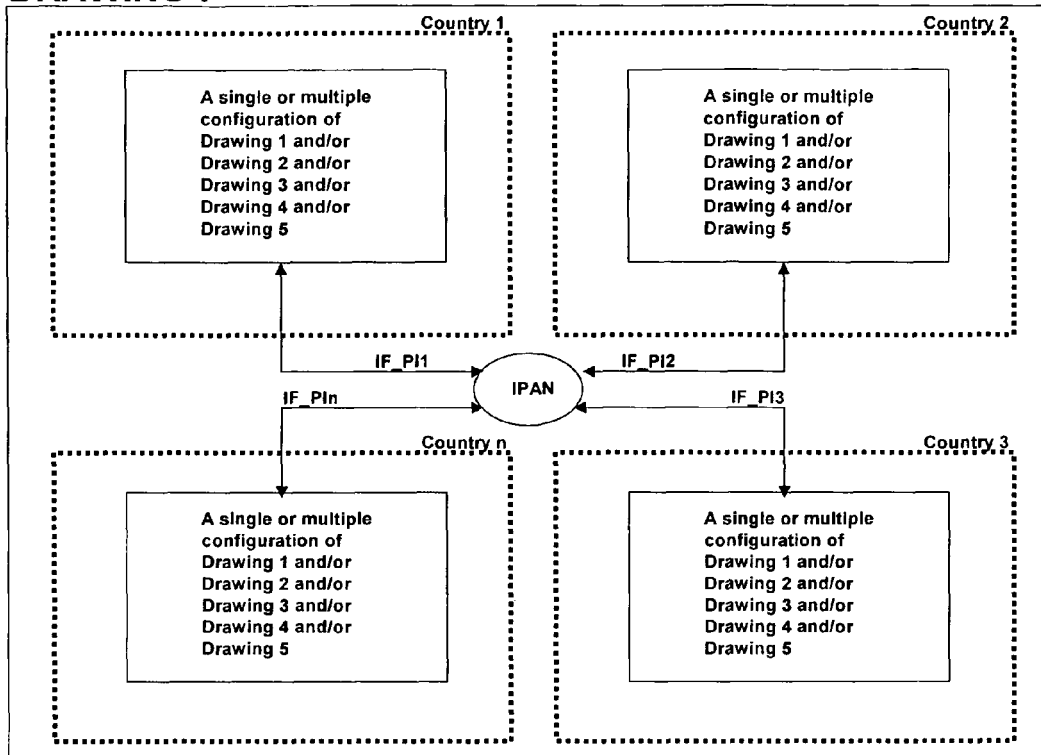 Country 1
A single or multiple
configuration of
Drawing 1 and/or
Drawing 2 and/or
Drawing 3 and/or
Drawing 4 and/or
Drawing 5
Country 2
A single or multiple
configuration of
Drawing 1 and/or
Drawing 2 and/or
Drawing 3 and/or
Drawing 4 and/or
Drawing 5
IF_PI1
IF_PI2
IPAN
IF_PIn
IF_PI3
Country n
A single or multiple
configuration of
Drawing 1 and/or
Drawing 2 and/or
Drawing 3 and/or
Drawing 4 and/or
Drawing 5
Country 3
A single or multiple
configuration of
Drawing 1 and/or
Drawing 2 and/or
Drawing 3 and/or
Drawing 4 and/or
Drawing 5